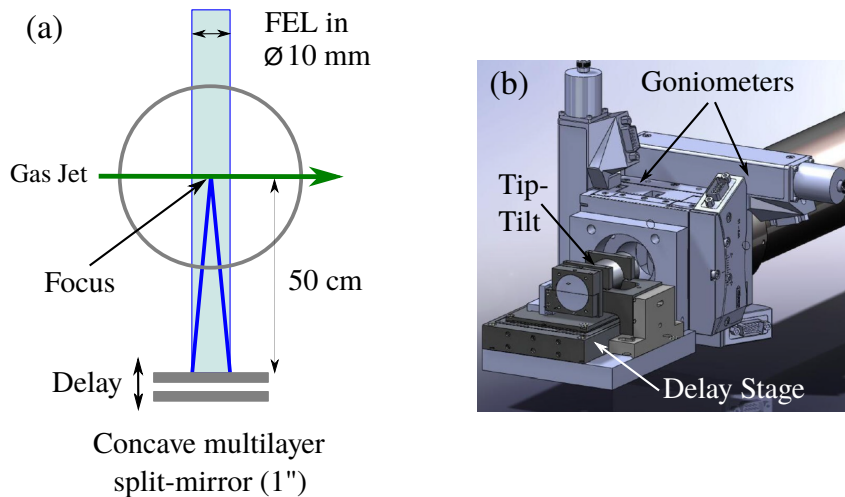 (a)
FEL in
Ø 10 mm
Gas Jet
Focus
50 cm
Delay
Concave multilayer
split-mirror (1")
(b)
Goniometers
Tip-
Tilt
Delay Stage